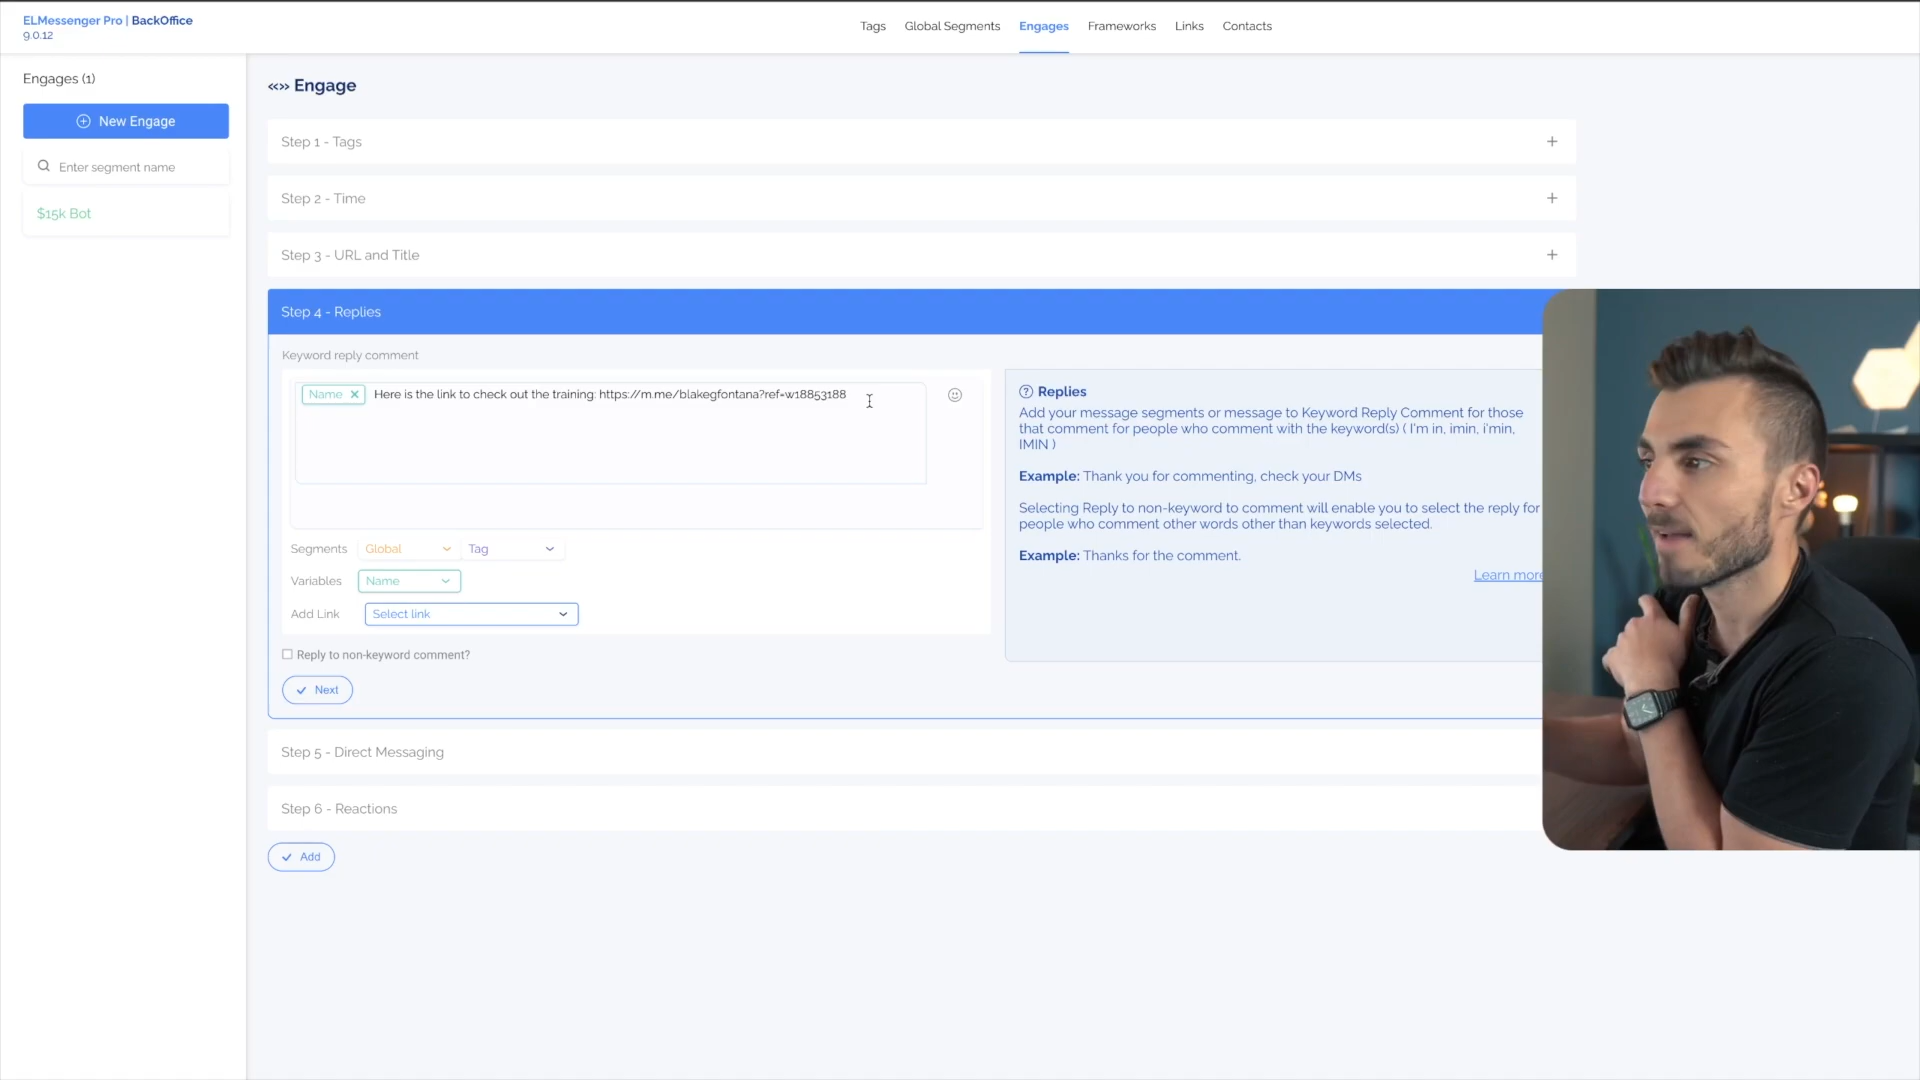 ELMessenger Pro | BackOffice
9.0.12
Tags
Global Segments
Engages
Frameworks
Links
Contacts
Engages (1)
New Engage
Enter segment name
$15k Bot
Engage
Step 1 - Tags
Step 2 - Time
Step 3 - URL and Title
Step 4 - Replies
Keyword reply comment
Name Here is the link to check out the training: https://m.me/blakegfontana?ref=w18853188
Segments Global Tag
Variables Name
Add Link Select link
Reply to non-keyword comment?
Next
Replies
Add your message segments or message to Keyword Reply Comment for those
that comment for people who comment with the keyword(s) ( I'm in, imin, i'min,
IMIN )
Example: Thank you for commenting, check your DMs
Selecting Reply to non-keyword to comment will enable you to select the reply for
people who comment other words other than keywords selected.
Example: Thanks for the comment.
Learn more
Step 5 - Direct Messaging
Step 6 - Reactions
Add